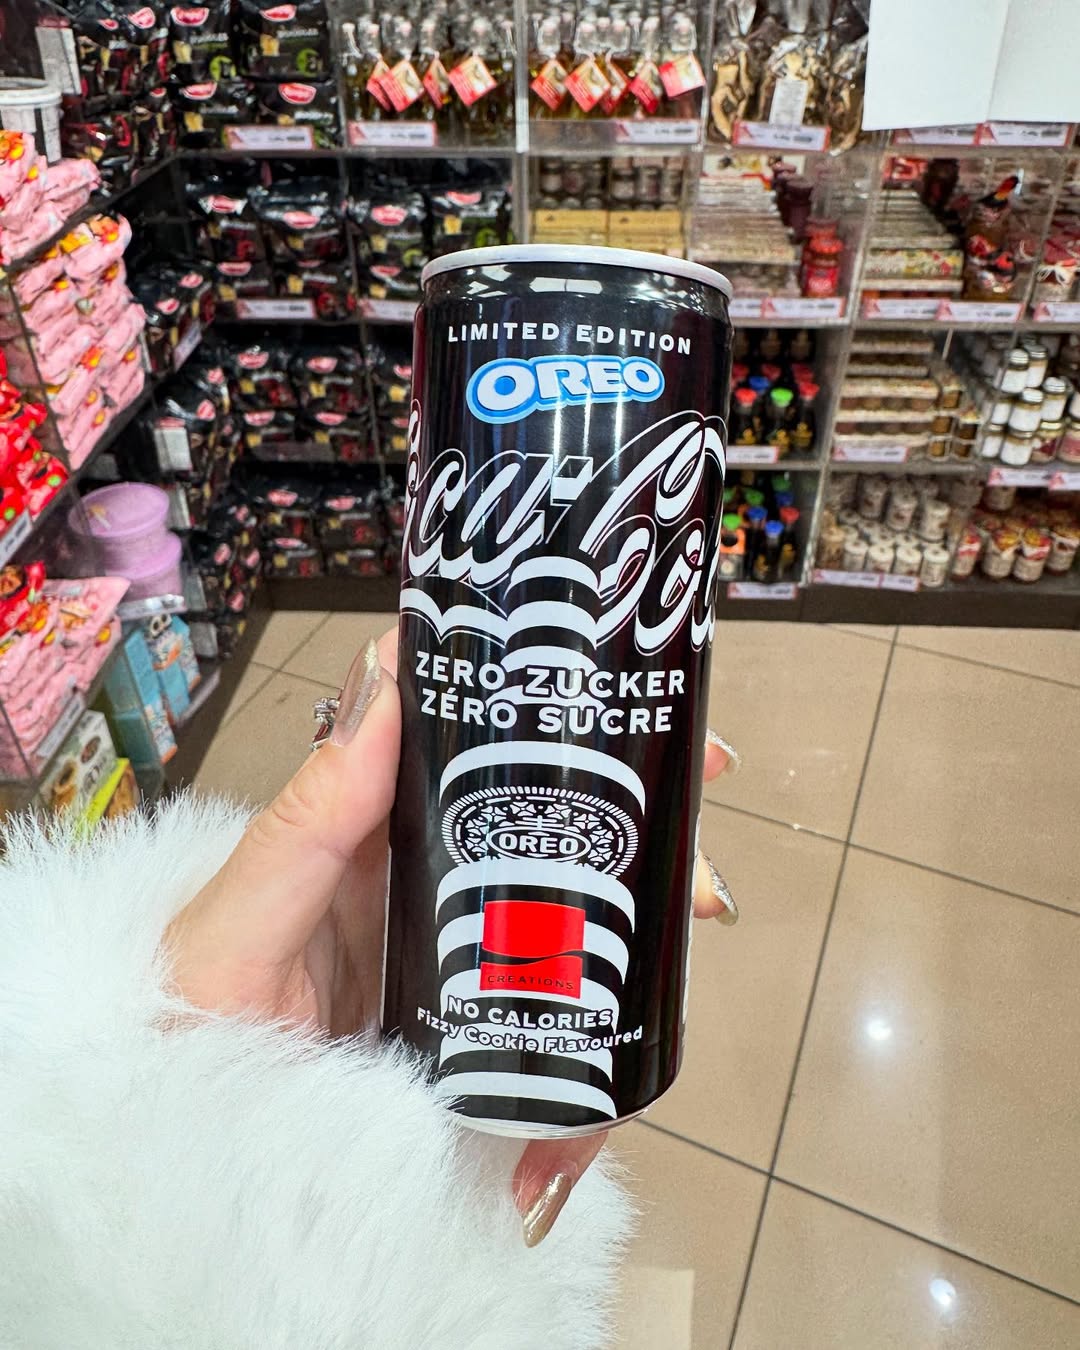 LIMITED EDITION
OREO
Coca-Cola
ZERO ZUCKER
ZÉRO SUCRE
OREO
CREATIONS
NO CALORIES
Fizzy Cookie Flavoured